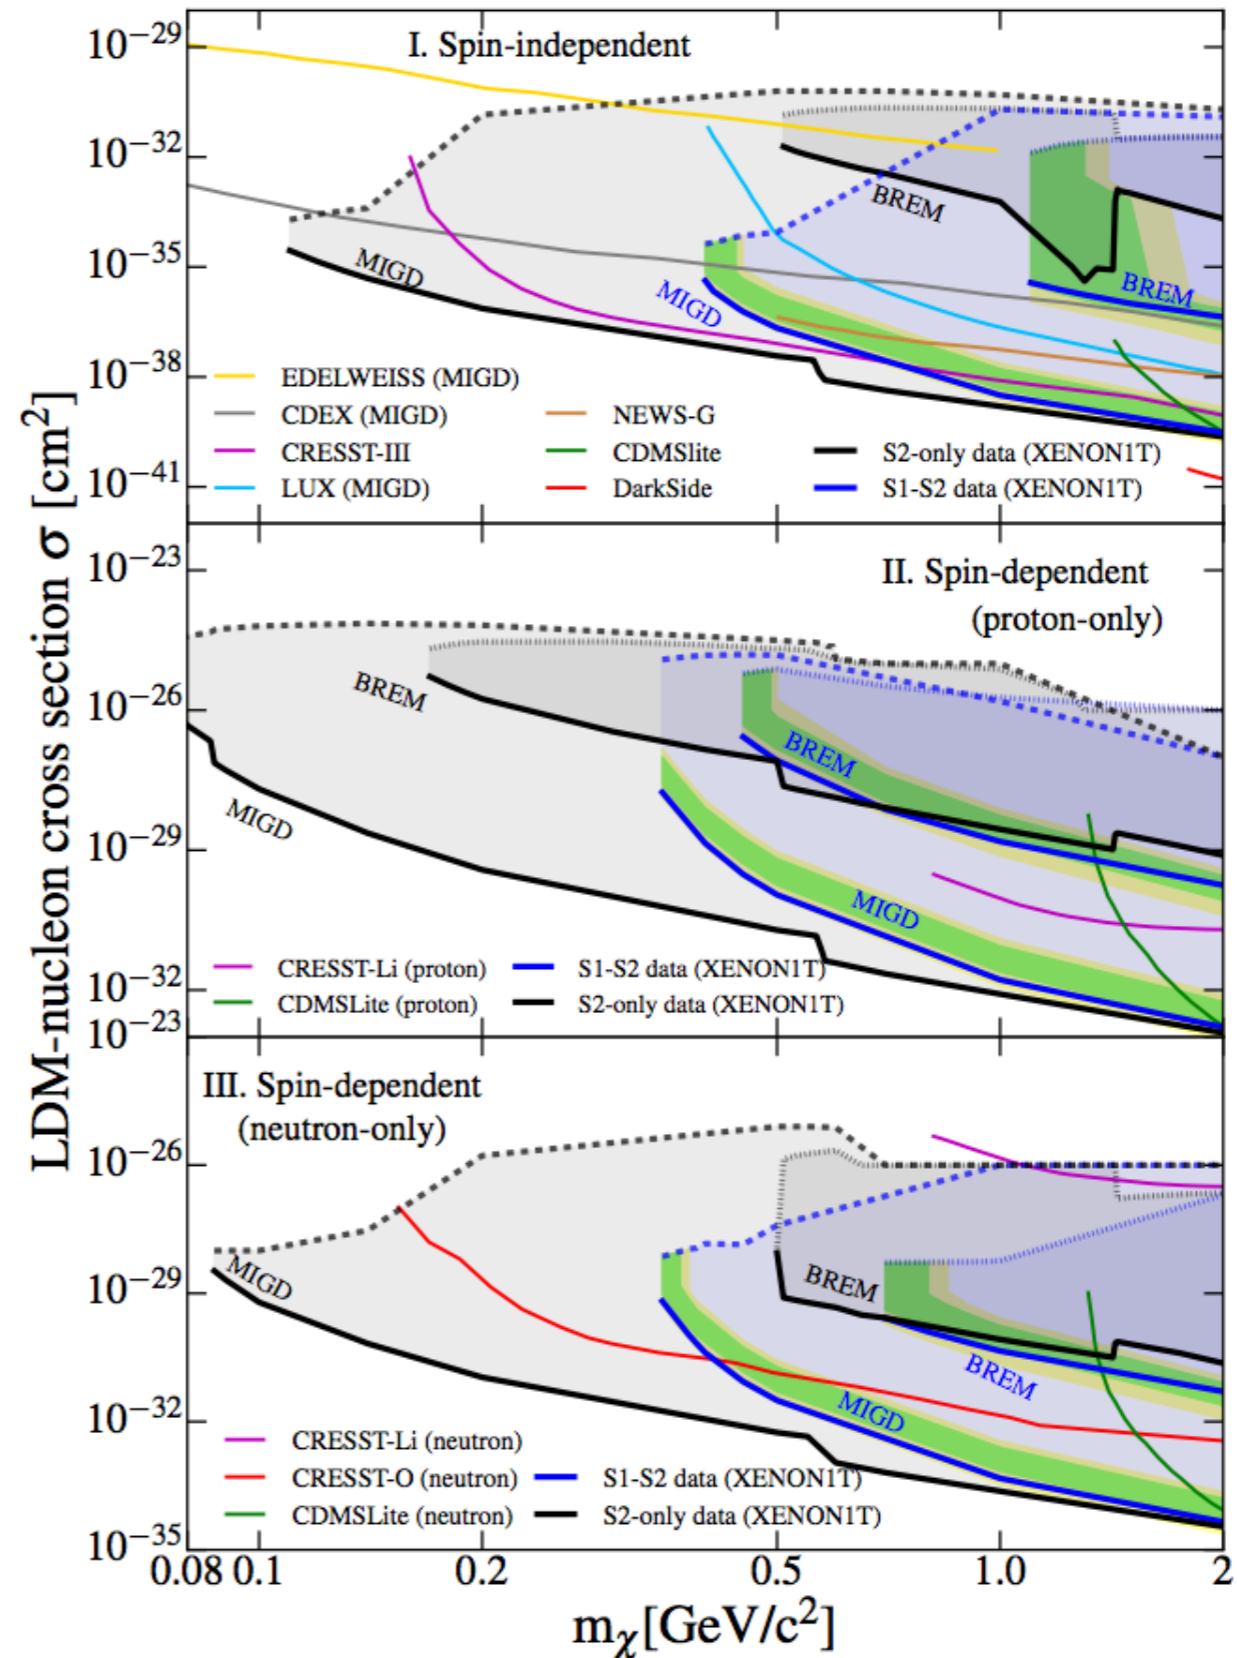 LDM-nucleon cross section σ [cm²]
I. Spin-independent
10⁻²⁹
10⁻³²
10⁻³⁵
10⁻³⁸
10⁻⁴¹
BREM
MIGD
MIGD
BREM
EDELWEISS (MIGD)
CDEX (MIGD)
CRESST-III
LUX (MIGD)
NEWS-G
CDMSlite
DarkSide
S2-only data (XENON1T)
S1-S2 data (XENON1T)
II. Spin-dependent
(proton-only)
10⁻²³
10⁻²⁶
10⁻²⁹
10⁻³²
BREM
BREM
MIGD
MIGD
CRESST-Li (proton)
CDMSLite (proton)
S1-S2 data (XENON1T)
S2-only data (XENON1T)
III. Spin-dependent
(neutron-only)
10⁻²³
10⁻²⁶
10⁻²⁹
10⁻³²
10⁻³⁵
MIGD
BREM
BREM
MIGD
CRESST-Li (neutron)
CRESST-O (neutron)
CDMSLite (neutron)
S1-S2 data (XENON1T)
S2-only data (XENON1T)
0.08 0.1 0.2 0.5 1.0 2
mχ[GeV/c²]